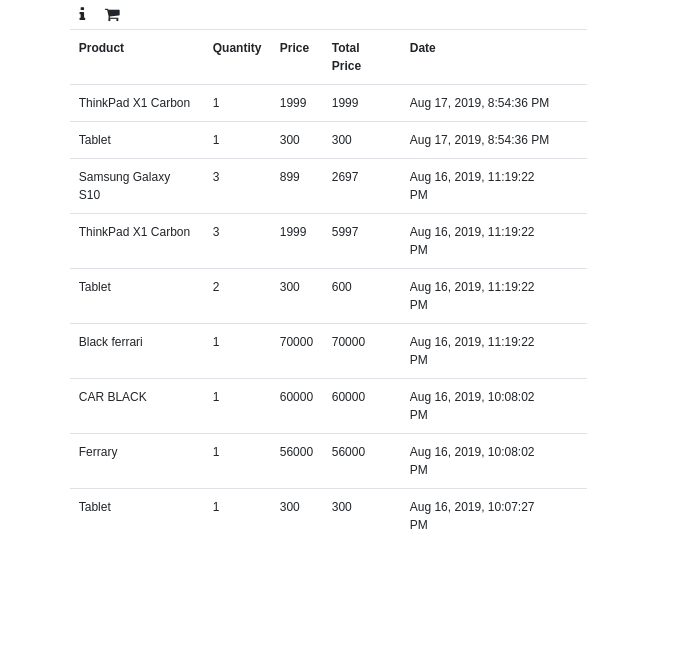 Product Quantity Price Total Price Date
ThinkPad X1 Carbon 1 1999 1999 Aug 17, 2019, 8:54:36 PM
Tablet 1 300 300 Aug 17, 2019, 8:54:36 PM
Samsung Galaxy S10 3 899 2697 Aug 16, 2019, 11:19:22 PM
ThinkPad X1 Carbon 3 1999 5997 Aug 16, 2019, 11:19:22 PM
Tablet 2 300 600 Aug 16, 2019, 11:19:22 PM
Black ferrari 1 70000 70000 Aug 16, 2019, 11:19:22 PM
CAR BLACK 1 60000 60000 Aug 16, 2019, 10:08:02 PM
Ferrary 1 56000 56000 Aug 16, 2019, 10:08:02 PM
Tablet 1 300 300 Aug 16, 2019, 10:07:27 PM